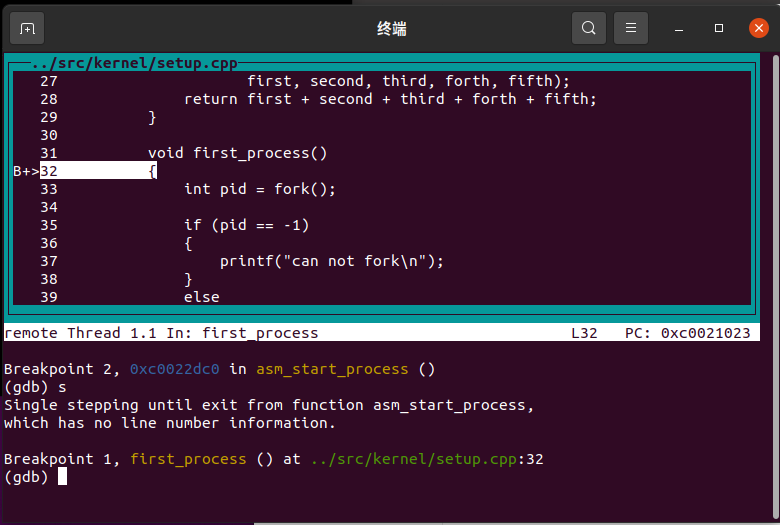 终端
../src/kernel/setup.cpp
27                     first, second, third, forth, fifth);
28              return first + second + third + forth + fifth;
29          }
30
31          void first_process()
B+>32          {
33              int pid = fork();
34
35              if (pid == -1)
36              {
37                  printf("can not fork\n");
38              }
39              else
remote Thread 1.1 In: first_process                            L32   PC: 0xc0021023
Breakpoint 2, 0xc0022dc0 in asm_start_process ()
(gdb) s
Single stepping until exit from function asm_start_process,
which has no line number information.
Breakpoint 1, first_process () at ../src/kernel/setup.cpp:32
(gdb)